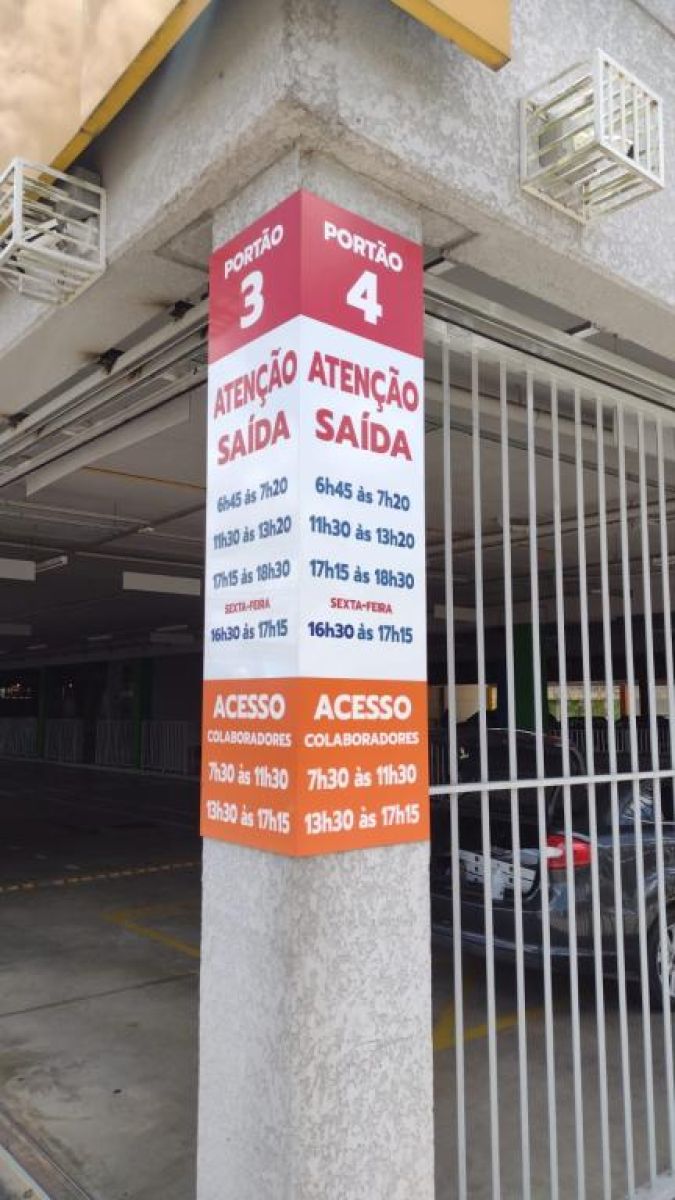 PORTÃO
3
ATENÇÃO
SAÍDA
6h45 às 7h20
11h30 às 13h20
17h15 às 18h30
SEXTA-FEIRA
16h30 às 17h15
ACESSO
COLABORADORES
7h30 às 11h30
13h30 às 17h15
PORTÃO
4
ATENÇÃO
SAÍDA
6h45 às 7h20
11h30 às 13h20
17h15 às 18h30
SEXTA-FEIRA
16h30 às 17h15
ACESSO
COLABORADORES
7h30 às 11h30
13h30 às 17h15